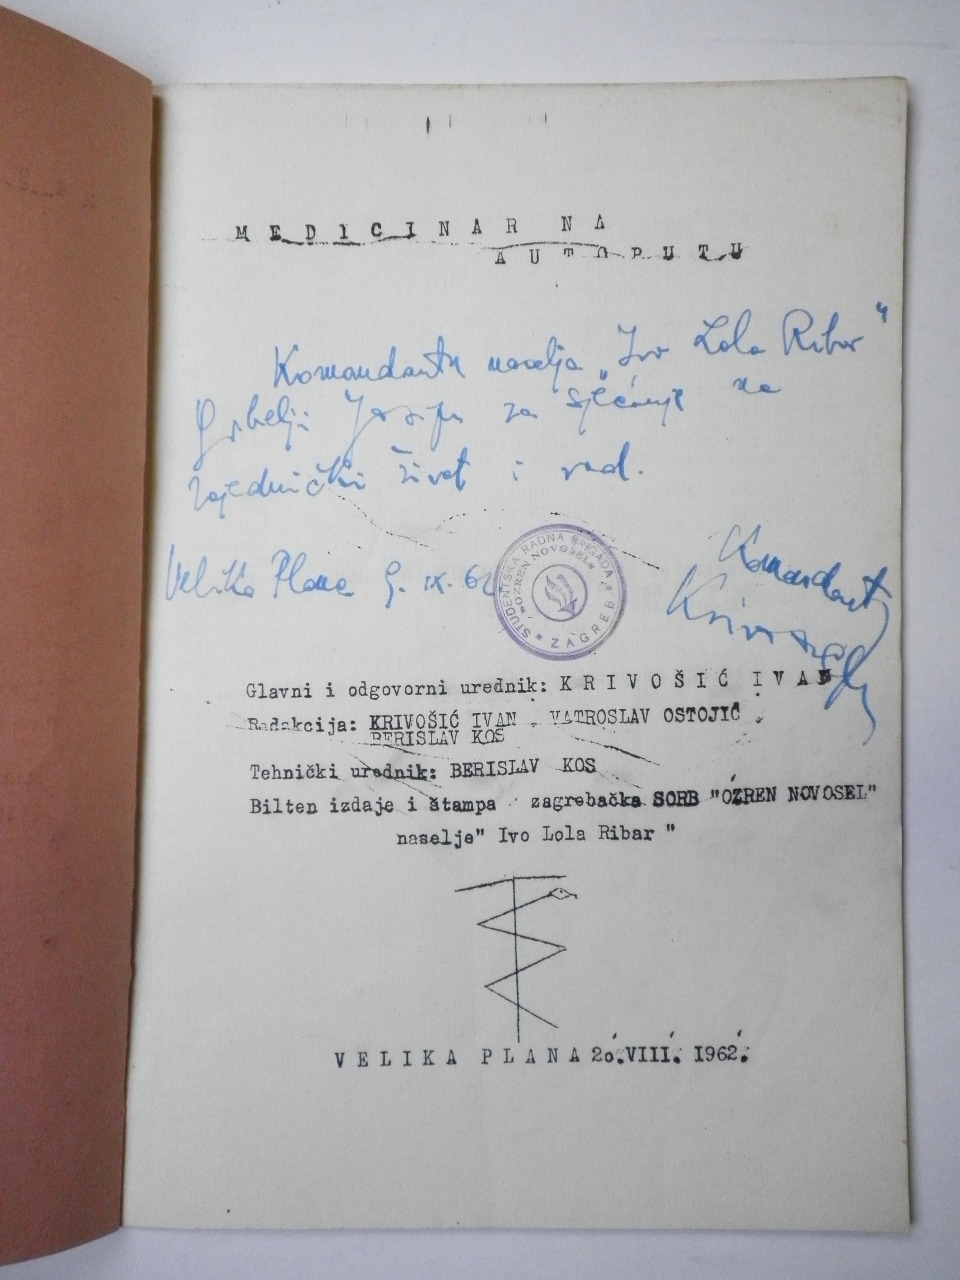 MEDICINAR NA
AUTOPUTU
Komandantu naselja "Ivo Lola Ribar"
Josipu za sjećanje na
zajednički život i rad.
Velika Plana 9. IX. 62
STUDENTSKA RADNA BRIGADA
"OZREN NOVOSEL"
ZAGREB
Komandant
Glavni i odgovorni urednik: KRIVOŠIĆ IVAN
Redakcija: KRIVOŠIĆ IVAN , VATROSLAV OSTOJIĆ ,
BERISLAV KOS
Tehnički urednik: BERISLAV KOS
Bilten izdaje i štampa zagrebačka SORB "OZREN NOVOSEL"
naselje" Ivo Lola Ribar "
VELIKA PLANA 20.VIII. 1962.